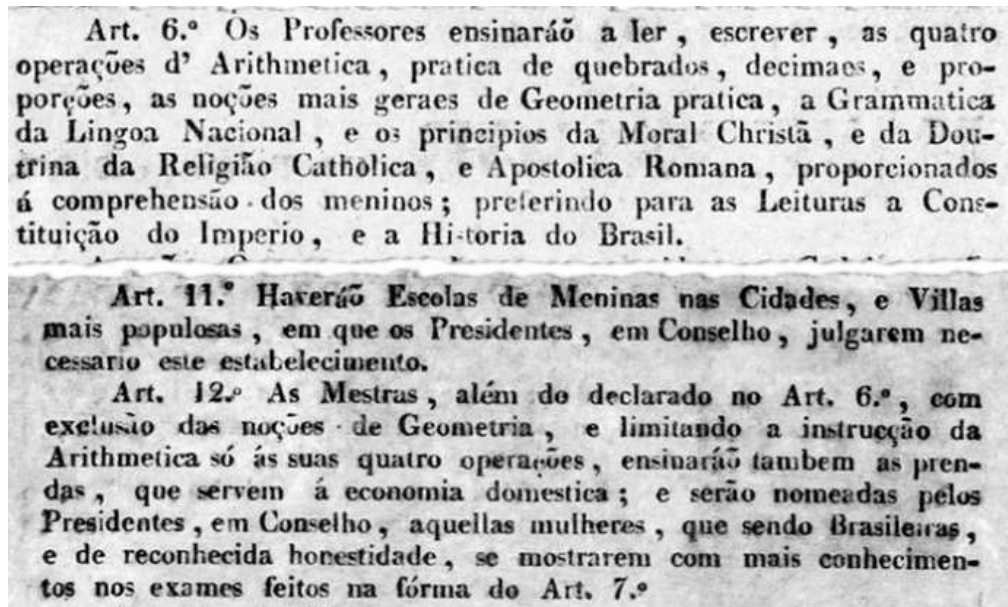 Art. 6.º Os Professores ensinaráõ a ler, escrever, as quatro
operações d' Arithmetica, pratica de quebrados, decimaes, e pro-
porções, as noções mais geraes de Geometria pratica, a Grammatica
da Lingoa Nacional, e os principios da Moral Christã, e da Dou-
trina da Religião Catholica, e Apostolica Romana, proporcionados
á comprehensão dos meninos; preferindo para as Leituras a Cons-
tituição do Imperio, e a Historia do Brasil.
Art. 11.º Haveráõ Escolas de Meninas nas Cidades, e Villas
mais populosas, em que os Presidentes, em Conselho, julgarem ne-
cessario este estabelecimento.
Art. 12.º As Mestras, além do declarado no Art. 6.º, com
exclusão das noções de Geometria, e limitando a instrucção da
Arithmetica só ás suas quatro operações, ensinaráõ tambem as pren-
das, que servem á economia domestica; e serão nomeadas pelos
Presidentes, em Conselho, aquellas mulheres, que sendo Brasileiras,
e de reconhecida honestidade, se mostrarem com mais conhecimen-
tos nos exames feitos na fórma do Art. 7.º